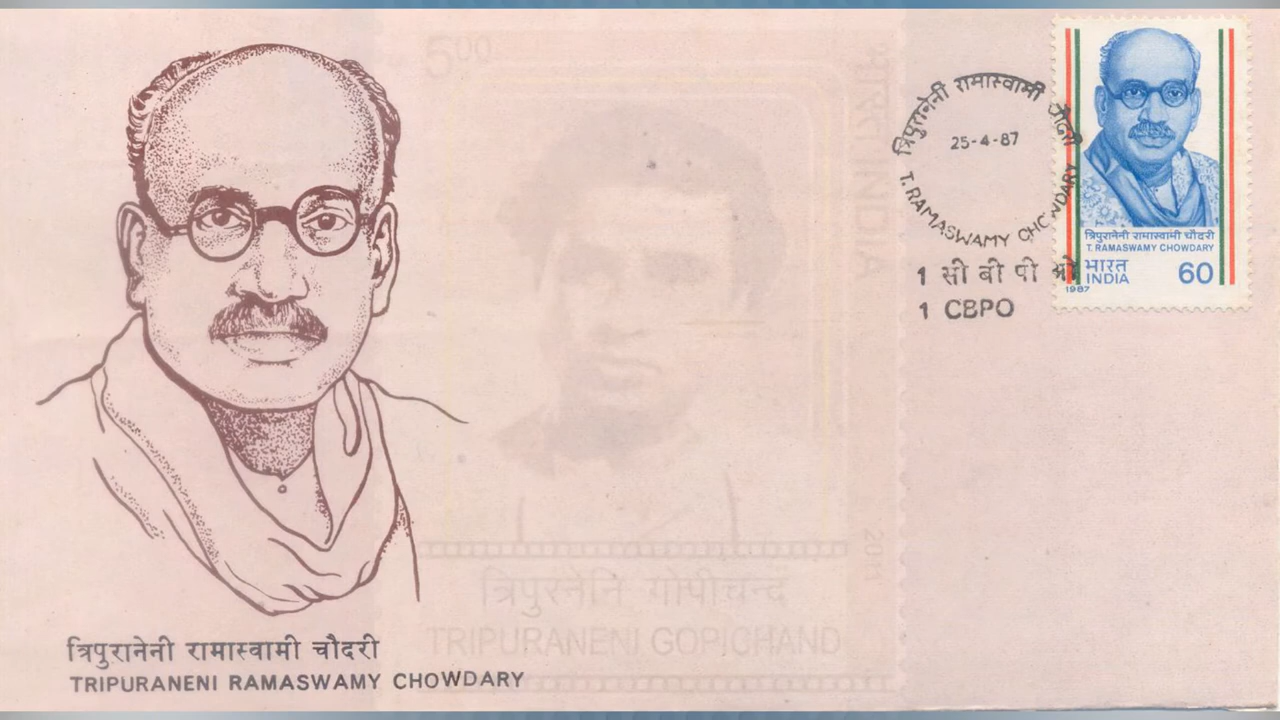 5.00
भारत INDIA
2011
त्रिपुरनेनि गोपीचन्द
TRIPURANENI GOPICHAND
त्रिपुरानेनी रामास्वामी चौदरी
TRIPURANENI RAMASWAMY CHOWDARY
त्रिपुरानेनी रामास्वामी चौदरी
25-4-87
T. RAMASWAMY CHOWDARY
1 सी बी पी ओ
1 CBPO
त्रिपुरानेनी रामास्वामी चौदरी
T. RAMASWAMY CHOWDARY
भारत
INDIA
60
1987